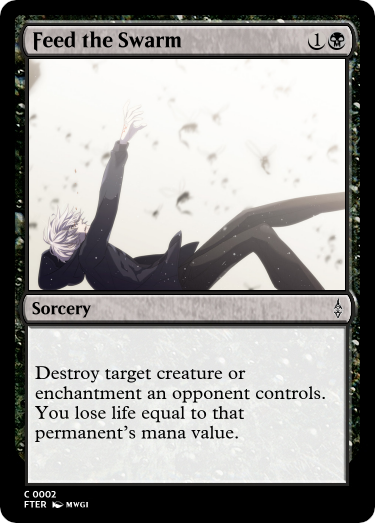 Feed the Swarm 1
Sorcery
Destroy target creature or
enchantment an opponent controls.
You lose life equal to that
permanent's mana value.
C 0002
FTER MWGI